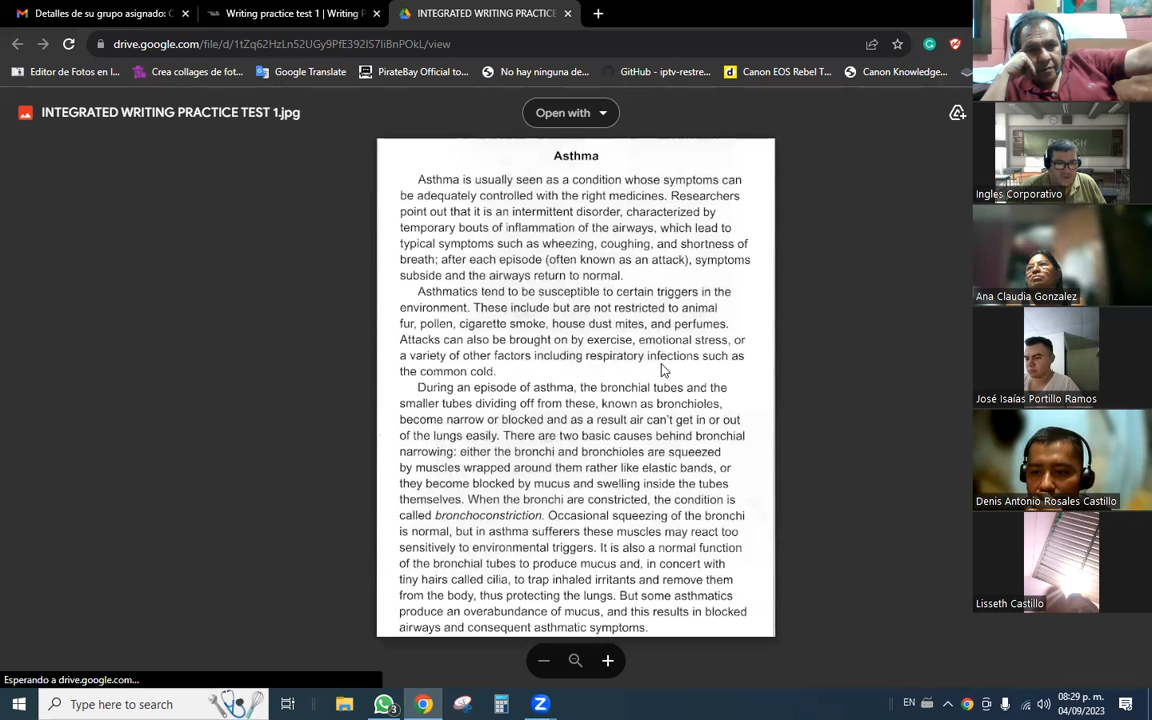 Detalles de su grupo asignado: C
Writing practice test 1 | Writing P
INTEGRATED WRITING PRACTICE
drive.google.com/file/d/1tZq62HzLn52UGy9PfE392IS7IiBnPOkL/view
Editor de Fotos en l...
Crea collages de fot...
Google Translate
PirateBay Official to...
No hay ninguna de...
GitHub - iptv-restre...
Canon EOS Rebel T...
Canon Knowledge...
INTEGRATED WRITING PRACTICE TEST 1.jpg
Open with
Asthma
Asthma is usually seen as a condition whose symptoms can
be adequately controlled with the right medicines. Researchers
point out that it is an intermittent disorder, characterized by
temporary bouts of inflammation of the airways, which lead to
typical symptoms such as wheezing, coughing, and shortness of
breath; after each episode (often known as an attack), symptoms
subside and the airways return to normal.
Asthmatics tend to be susceptible to certain triggers in the
environment. These include but are not restricted to animal
fur, pollen, cigarette smoke, house dust mites, and perfumes.
Attacks can also be brought on by exercise, emotional stress, or
a variety of other factors including respiratory infections such as
the common cold.
During an episode of asthma, the bronchial tubes and the
smaller tubes dividing off from these, known as bronchioles,
become narrow or blocked and as a result air can't get in or out
of the lungs easily. There are two basic causes behind bronchial
narrowing: either the bronchi and bronchioles are squeezed
by muscles wrapped around them rather like elastic bands, or
they become blocked by mucus and swelling inside the tubes
themselves. When the bronchi are constricted, the condition is
called bronchoconstriction. Occasional squeezing of the bronchi
is normal, but in asthma sufferers these muscles may react too
sensitively to environmental triggers. It is also a normal function
of the bronchial tubes to produce mucus and, in concert with
tiny hairs called cilia, to trap inhaled irritants and remove them
from the body, thus protecting the lungs. But some asthmatics
produce an overabundance of mucus, and this results in blocked
airways and consequent asthmatic symptoms.
Ingles Corporativo
Ana Claudia Gonzalez
José Isaías Portillo Ramos
Denis Antonio Rosales Castillo
Lisseth Castillo
Esperando a drive.google.com...
Type here to search
3
EN
08:29 p. m.
04/09/2023